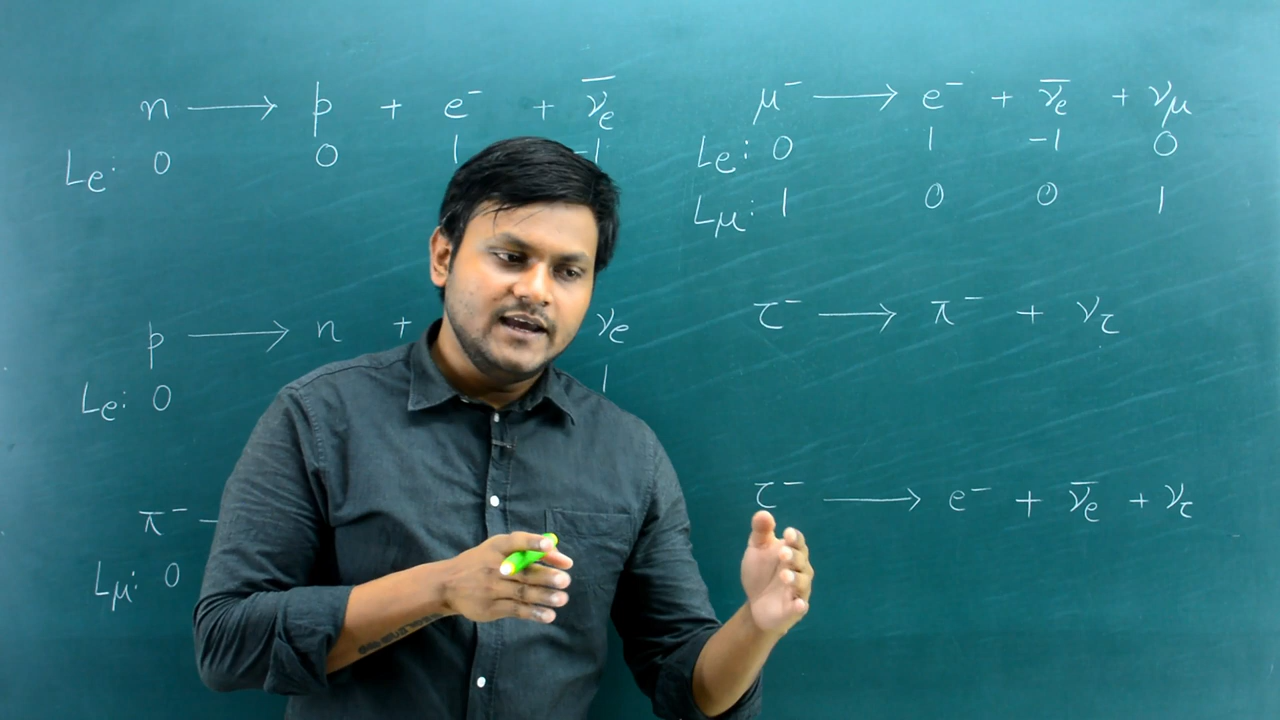 n ⟶ p + e⁻ + ν̄ₑ
Lₑ: 0 0 1 -1
p ⟶ n + νₑ
Lₑ: 0 1
π⁻
L_μ: 0
μ⁻ ⟶ e⁻ + ν̄ₑ + ν_μ
Lₑ: 0 1 -1 0
L_μ: 1 0 0 1
τ⁻ ⟶ π⁻ + ν_τ
τ⁻ ⟶ e⁻ + ν̄ₑ + ν_τ